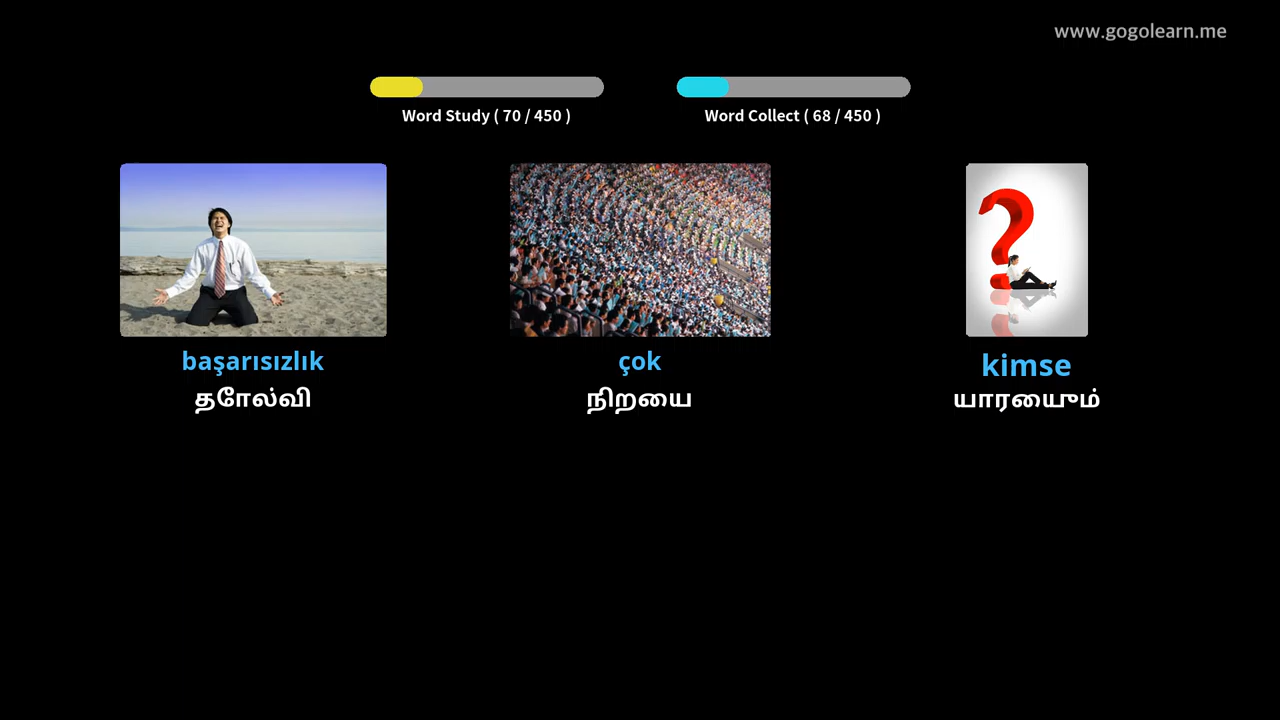 www.gogolearn.me
Word Study ( 70 / 450 )
Word Collect ( 68 / 450 )
başarısızlık
çok
kimse
தோல்வி
நிறைய
யாரையும்